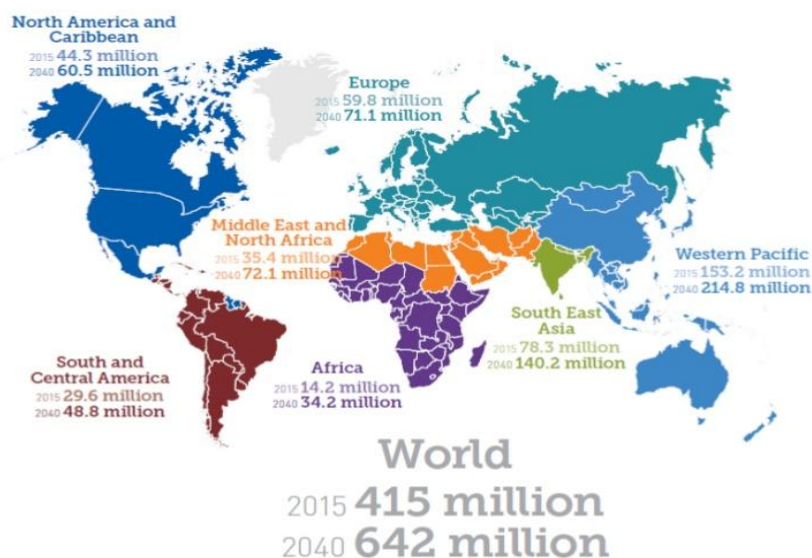 North America and
Caribbean
2015 44.3 million
2040 60.5 million
Europe
2015 59.8 million
2040 71.1 million
Middle East and
North Africa
2015 35.4 million
2040 72.1 million
Western Pacific
2015 153.2 million
2040 214.8 million
South East
Asia
2015 78.3 million
2040 140.2 million
South and
Central America
2015 29.6 million
2040 48.8 million
Africa
2015 14.2 million
2040 34.2 million
World
2015 415 million
2040 642 million